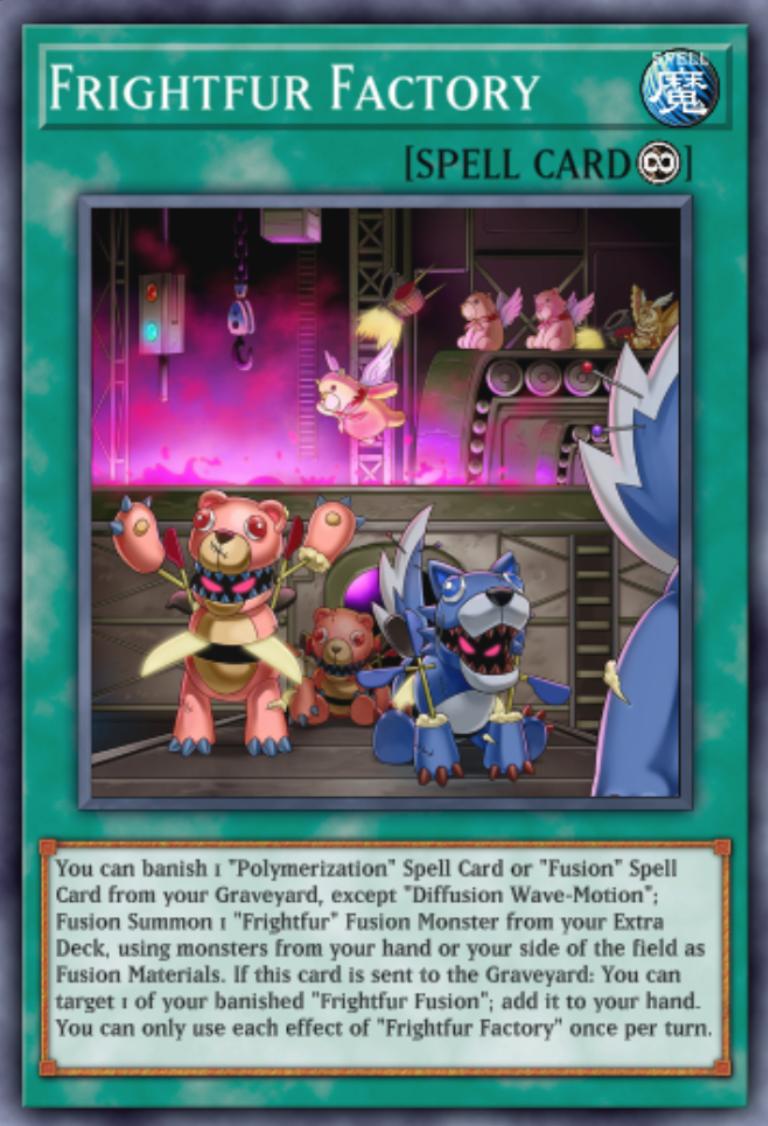 FRIGHTFUR FACTORY
SPELL
魔
[SPELL CARD♾]
You can banish 1 "Polymerization" Spell Card or "Fusion" Spell
Card from your Graveyard, except "Diffusion Wave-Motion";
Fusion Summon 1 "Frightfur" Fusion Monster from your Extra
Deck, using monsters from your hand or your side of the field as
Fusion Materials. If this card is sent to the Graveyard: You can
target 1 of your banished "Frightfur Fusion"; add it to your hand.
You can only use each effect of "Frightfur Factory" once per turn.